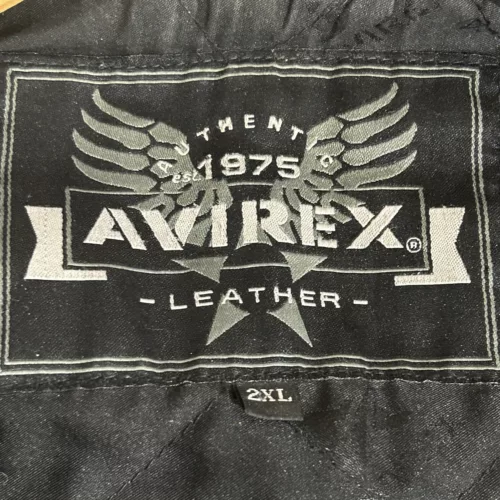 AUTHENTIC
est. 1975
AVIREX®
- LEATHER -
2XL